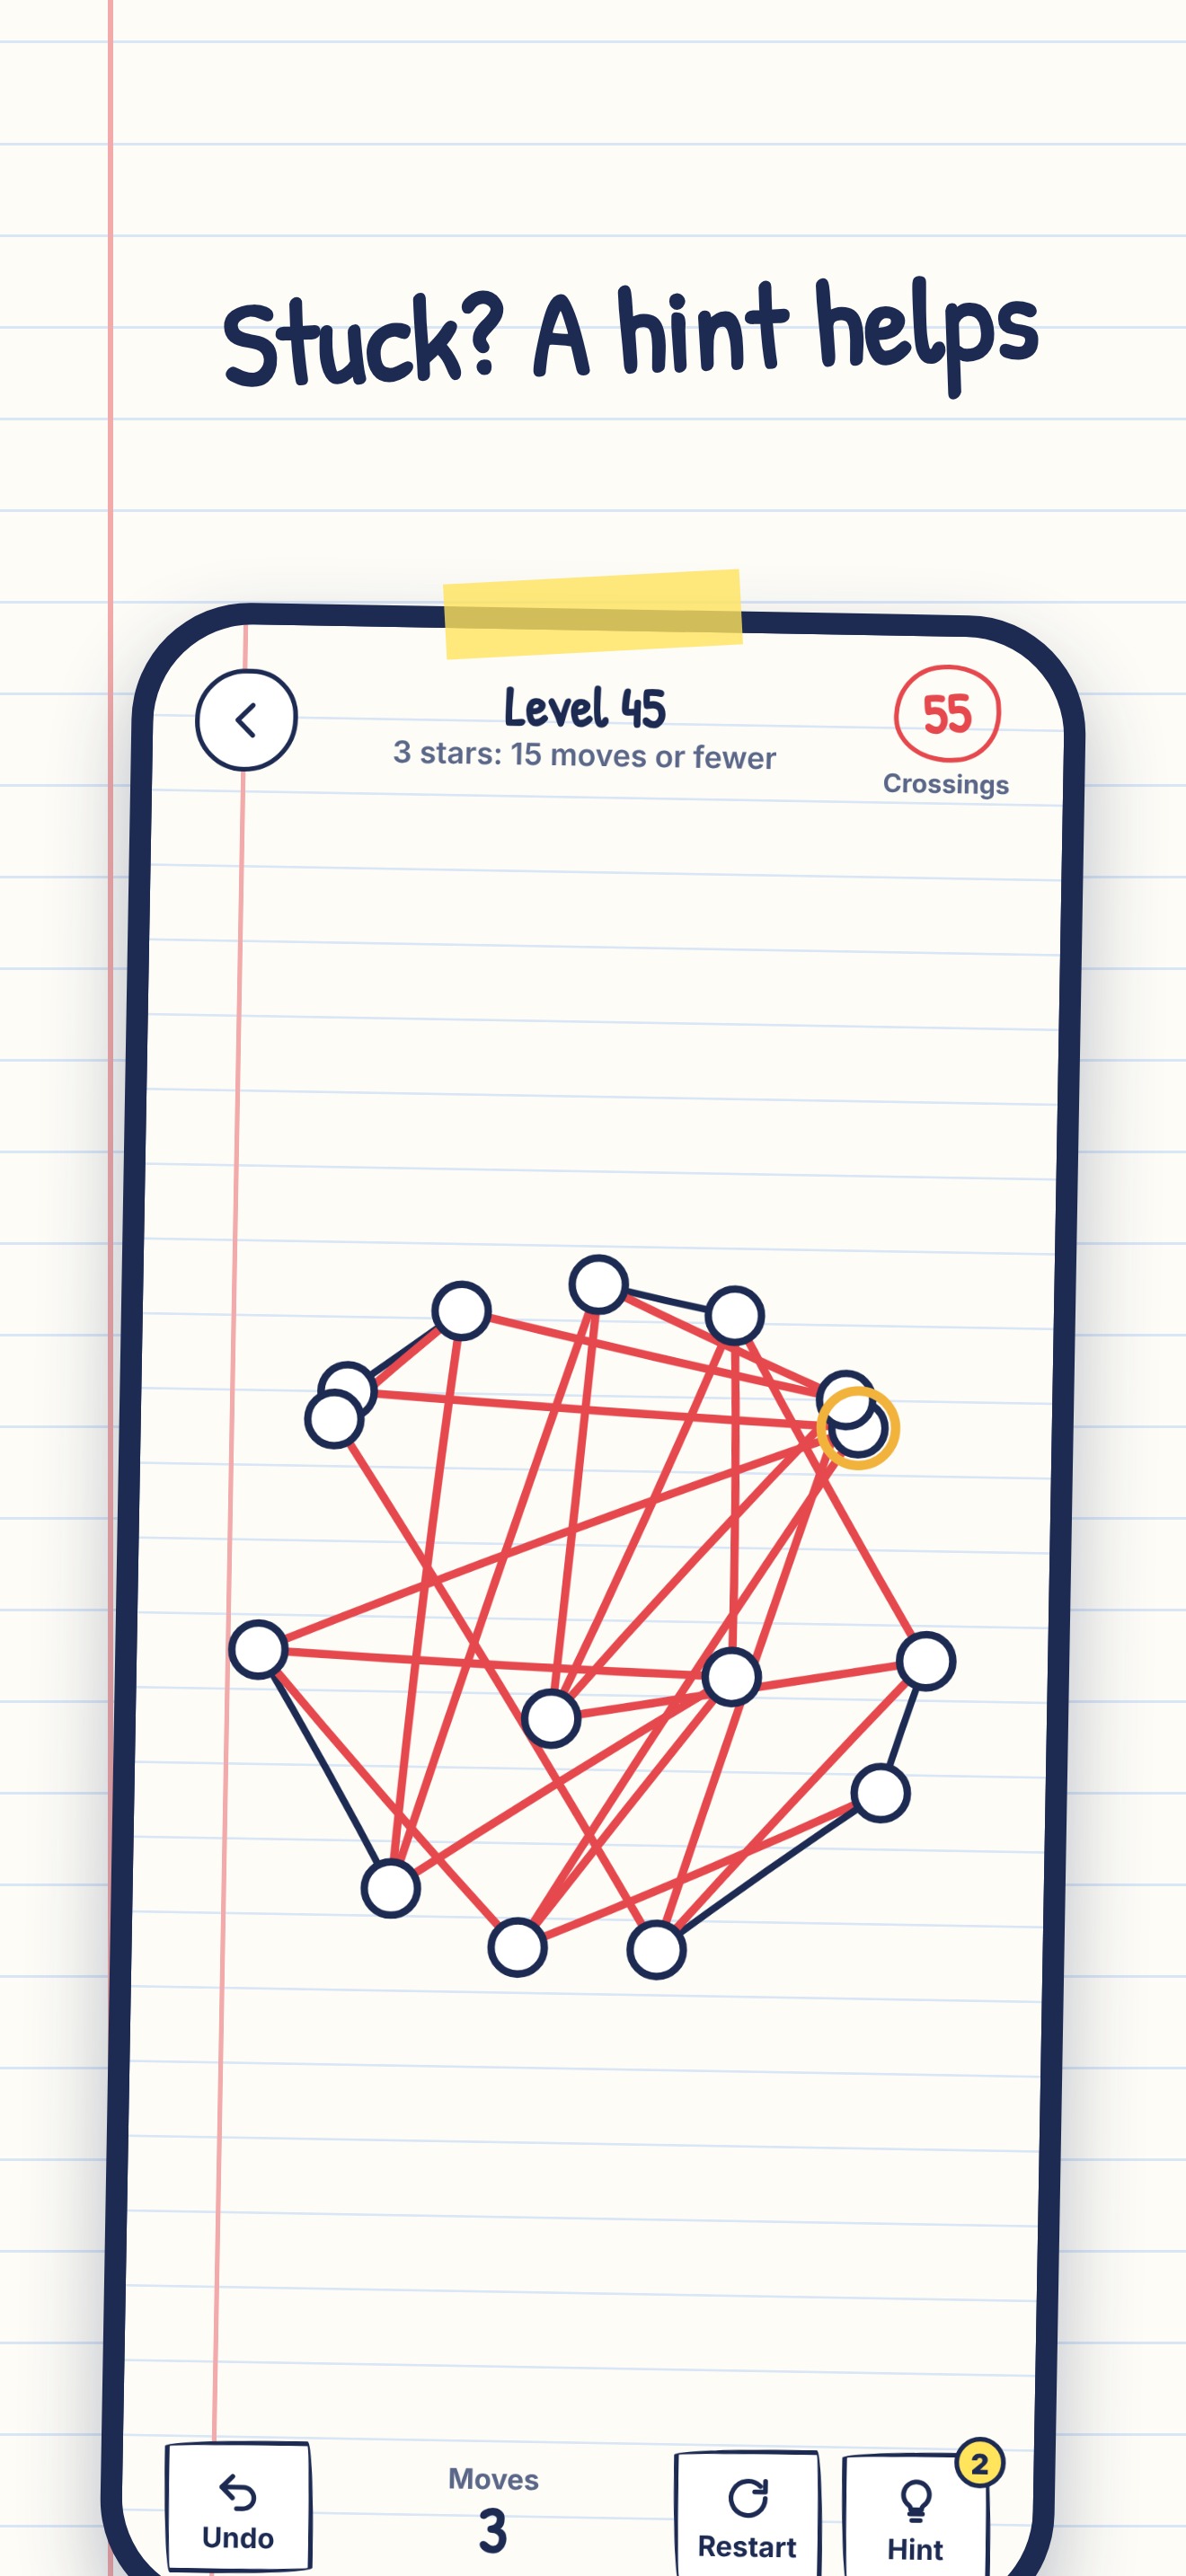 Stuck? A hint helps
Level 45
3 stars: 15 moves or fewer
55
Crossings
Undo
Moves
3
Restart
2
Hint